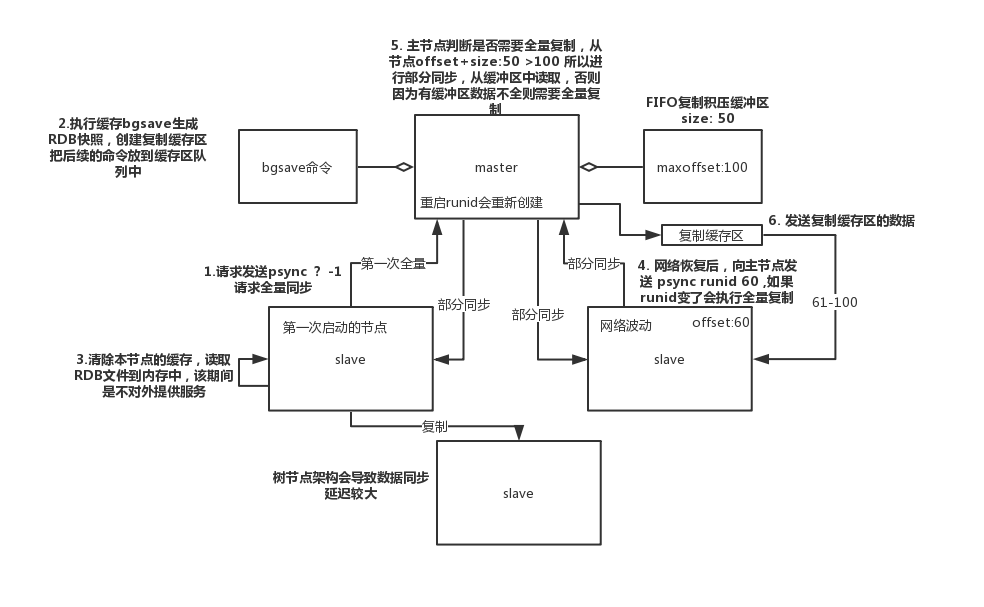 5. 主节点判断是否需要全量复制，从
节点offset+size:50 >100 所以进
行部分同步，从缓冲区中读取，否则
因为有缓冲区数据不全则需要全量复
制
FIFO复制积压缓冲区
size: 50
2.执行缓存bgsave生成
RDB快照，创建复制缓存区
把后续的命令放到缓存区队
列中
bgsave命令
master
maxoffset:100
重启runid会重新创建
6. 发送复制缓存区的数据
复制缓存区
1.请求发送psync ？ -1
请求全量同步
第一次全量
部分同步
4. 网络恢复后，向主节点发
送 psync runid 60 ,如果
runid变了会执行全量复制
部分同步
部分同步
61-100
第一次启动的节点
slave
网络波动
offset:60
slave
3.清除本节点的缓存，读取
RDB文件到内存中，该期间
是不对外提供服务
复制
树节点架构会导致数据同步
延迟较大
slave